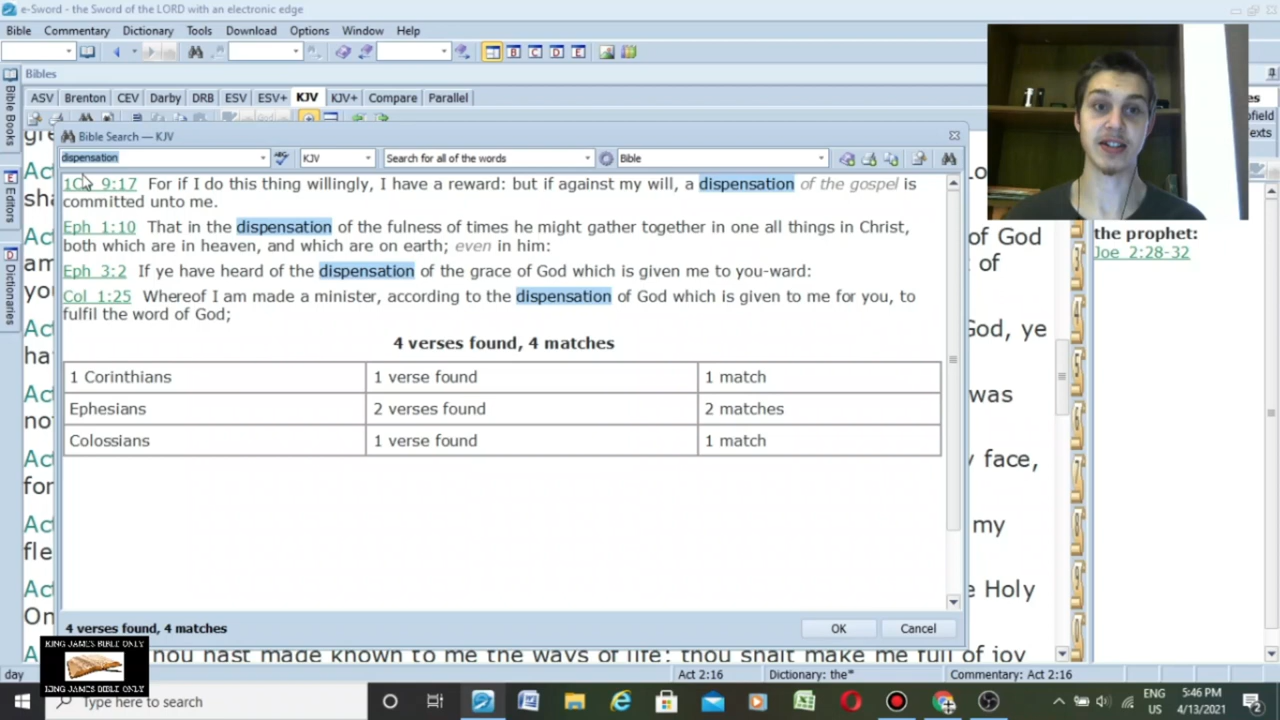 e-Sword - the Sword of the LORD with an electronic edge
Bible Commentary Dictionary Tools Download Options Window Help
Bibles
ASV Brenton CEV Darby DRB ESV ESV+ KJV KJV+ Compare Parallel
Bible Books
Editors
Dictionaries
Bible Search — KJV
dispensation KJV Search for all of the words Bible
9:17 For if I do this thing willingly, I have a reward: but if against my will, a dispensation of the gospel is
committed unto me.
Eph 1:10 That in the dispensation of the fulness of times he might gather together in one all things in Christ,
both which are in heaven, and which are on earth; even in him:
Eph 3:2 If ye have heard of the dispensation of the grace of God which is given me to you-ward:
Col 1:25 Whereof I am made a minister, according to the dispensation of God which is given to me for you, to
fulfil the word of God;
4 verses found, 4 matches
1 Corinthians 1 verse found 1 match
Ephesians 2 verses found 2 matches
Colossians 1 verse found 1 match
4 verses found, 4 matches
OK Cancel
of God
of
God, ye
was
face,
my
Holy
ofield
the prophet:
Joe 2:28-32
thou hast made known to me the ways of life; thou shalt make me full of joy
day Act 2:16 Dictionary: the* Commentary: Act 2:16
KING JAMES BIBLE ONLY
KING JAMES BIBLE ONLY
Type here to search
ENG
US
5:46 PM
4/13/2021
2